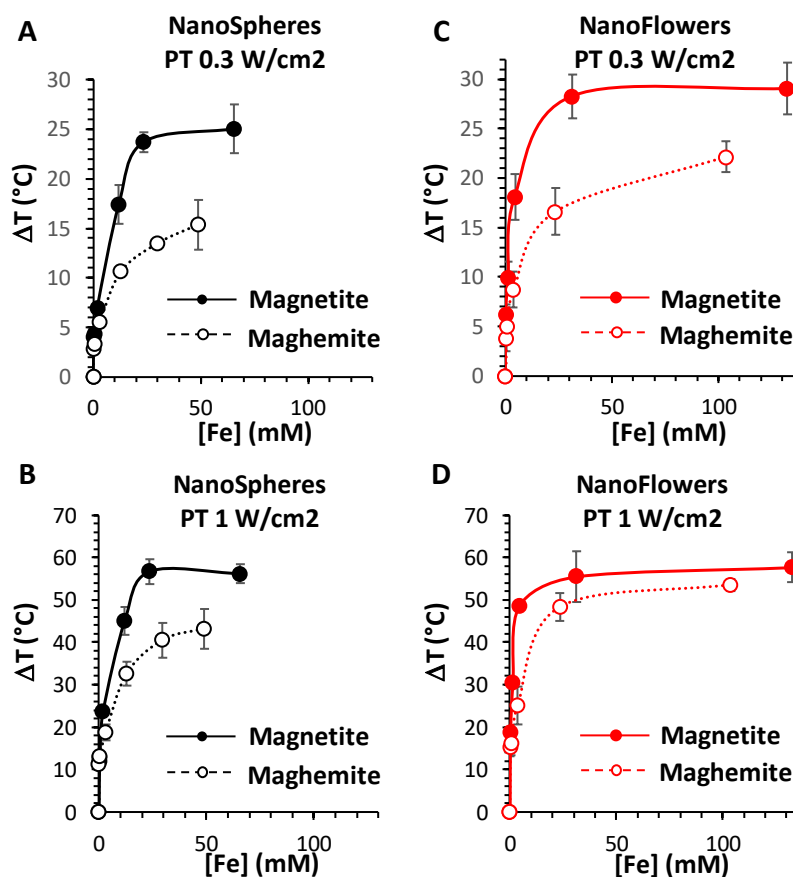 A
NanoSpheres
PT 0.3 W/cm2
30
25
20
15
10
5
0
ΔT (°C)
Magnetite
Maghemite
0
100
[Fe] (mM)
C
NanoFlowers
PT 0.3 W/cm2
30
25
20
15
10
5
0
ΔT (°C)
Magnetite
Maghemite
0
100
[Fe] (mM)
B
NanoSpheres
PT 1 W/cm2
70
60
50
40
30
20
10
0
ΔT (°C)
Magnetite
Maghemite
0
50
100
[Fe] (mM)
D
NanoFlowers
PT 1 W/cm2
70
60
50
40
30
20
10
0
ΔT (°C)
Magnetite
Maghemite
0
50
100
[Fe] (mM)